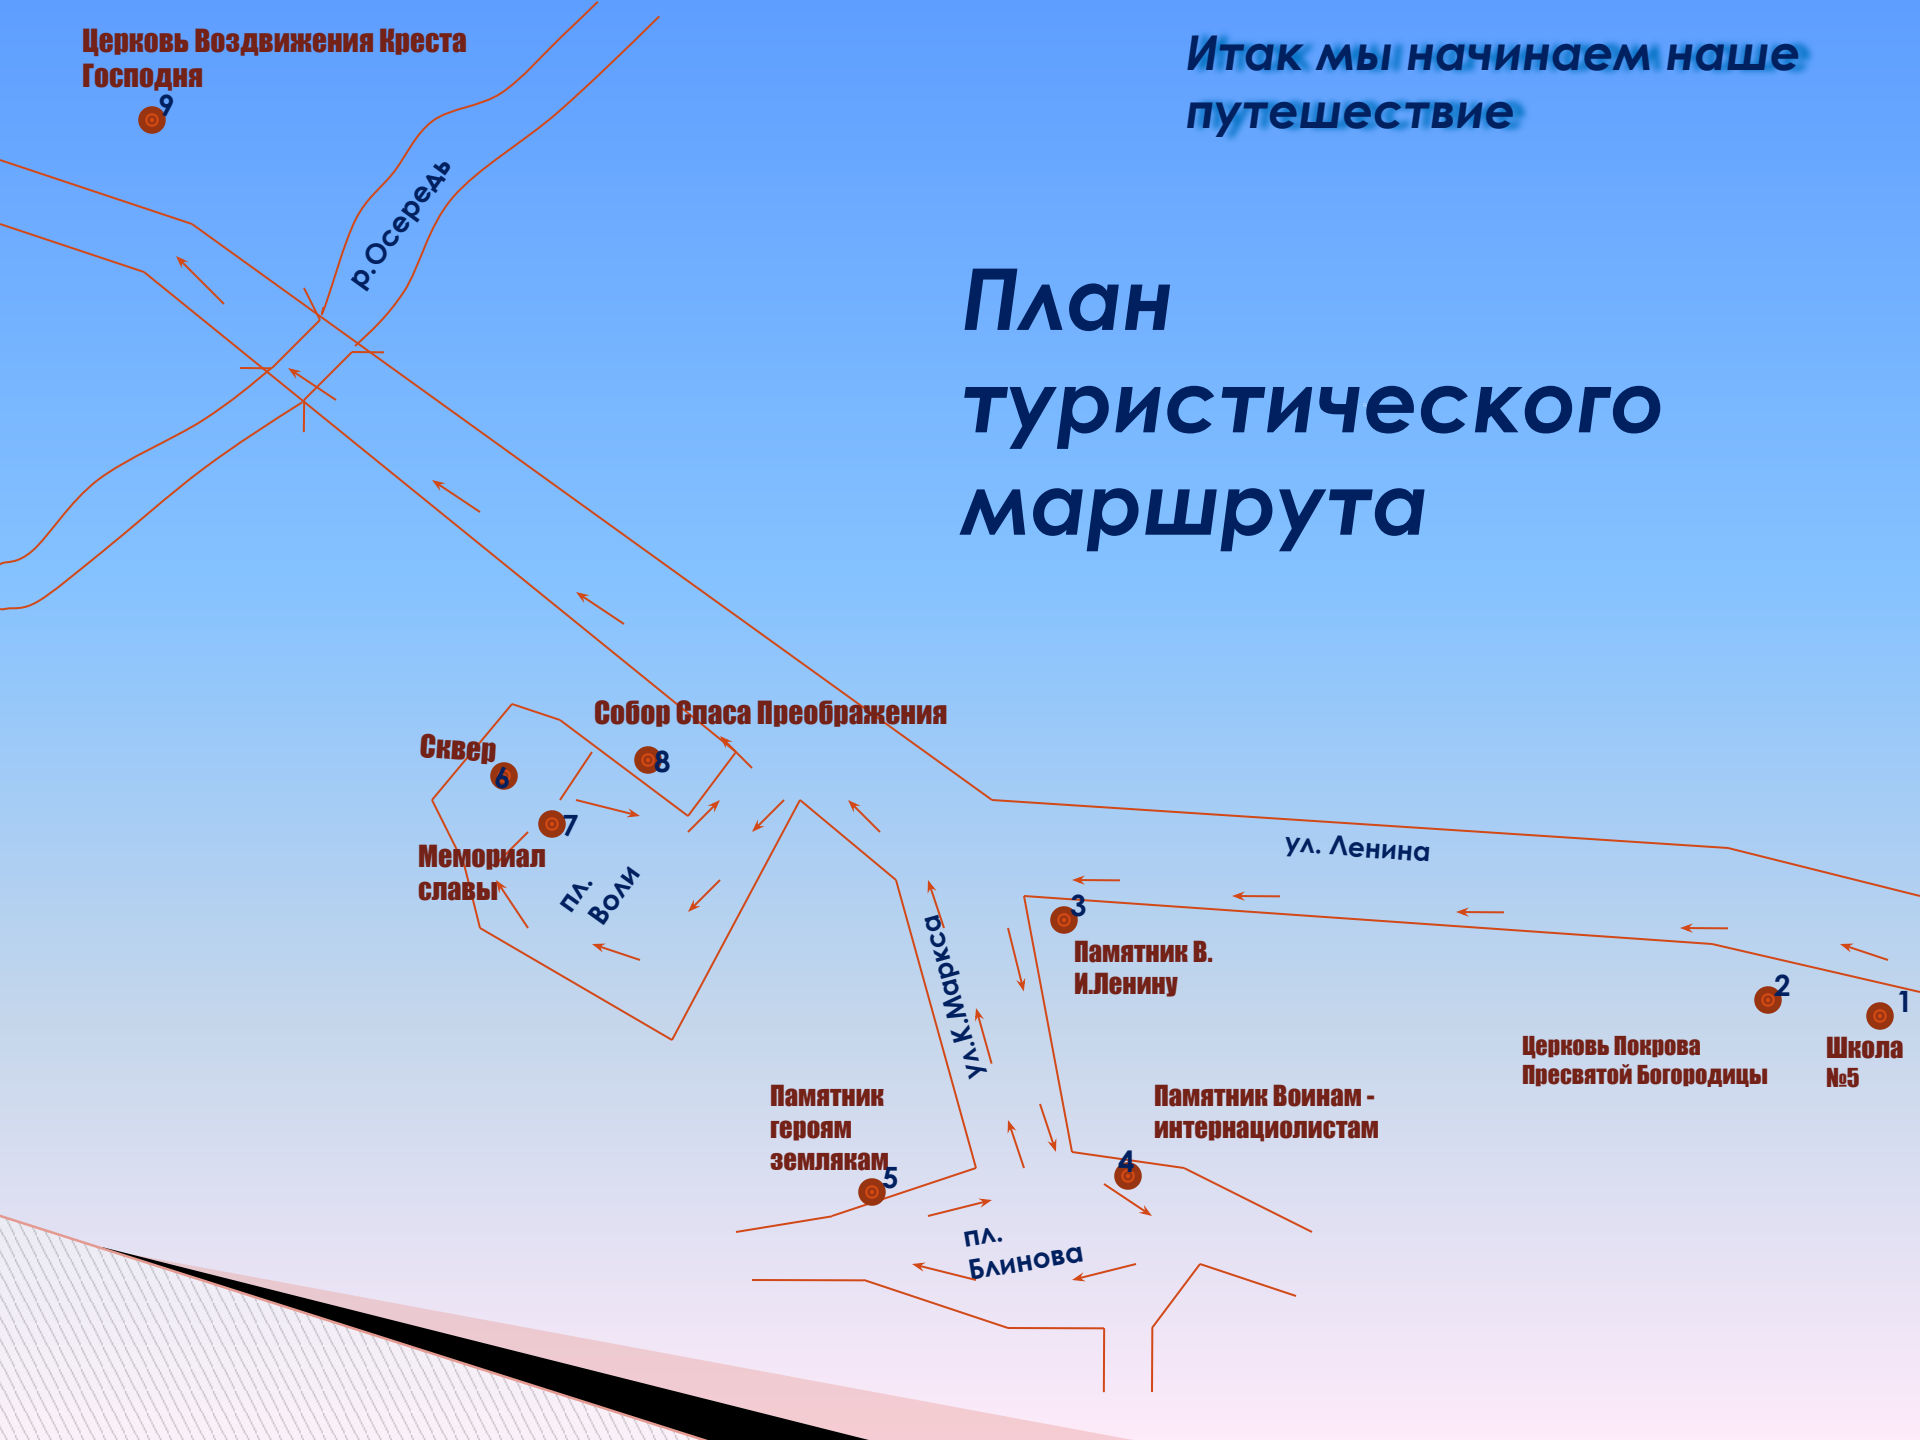 Итак мы начинаем наше
путешествие
Церковь Воздвижения Креста
Господня
9
р.Осередь
План
туристического
маршрута
Собор Спаса Преображения
8
Сквер
6
7
Мемориал
славы
пл.
Воли
ул. Ленина
3
Памятник В.
И.Ленину
2
1
Церковь Покрова
Пресвятой Богородицы
Школа
№5
ул.К.Маркса
Памятник
героям
землякам
5
Памятник Воинам -
интернациолистам
4
пл.
Блинова